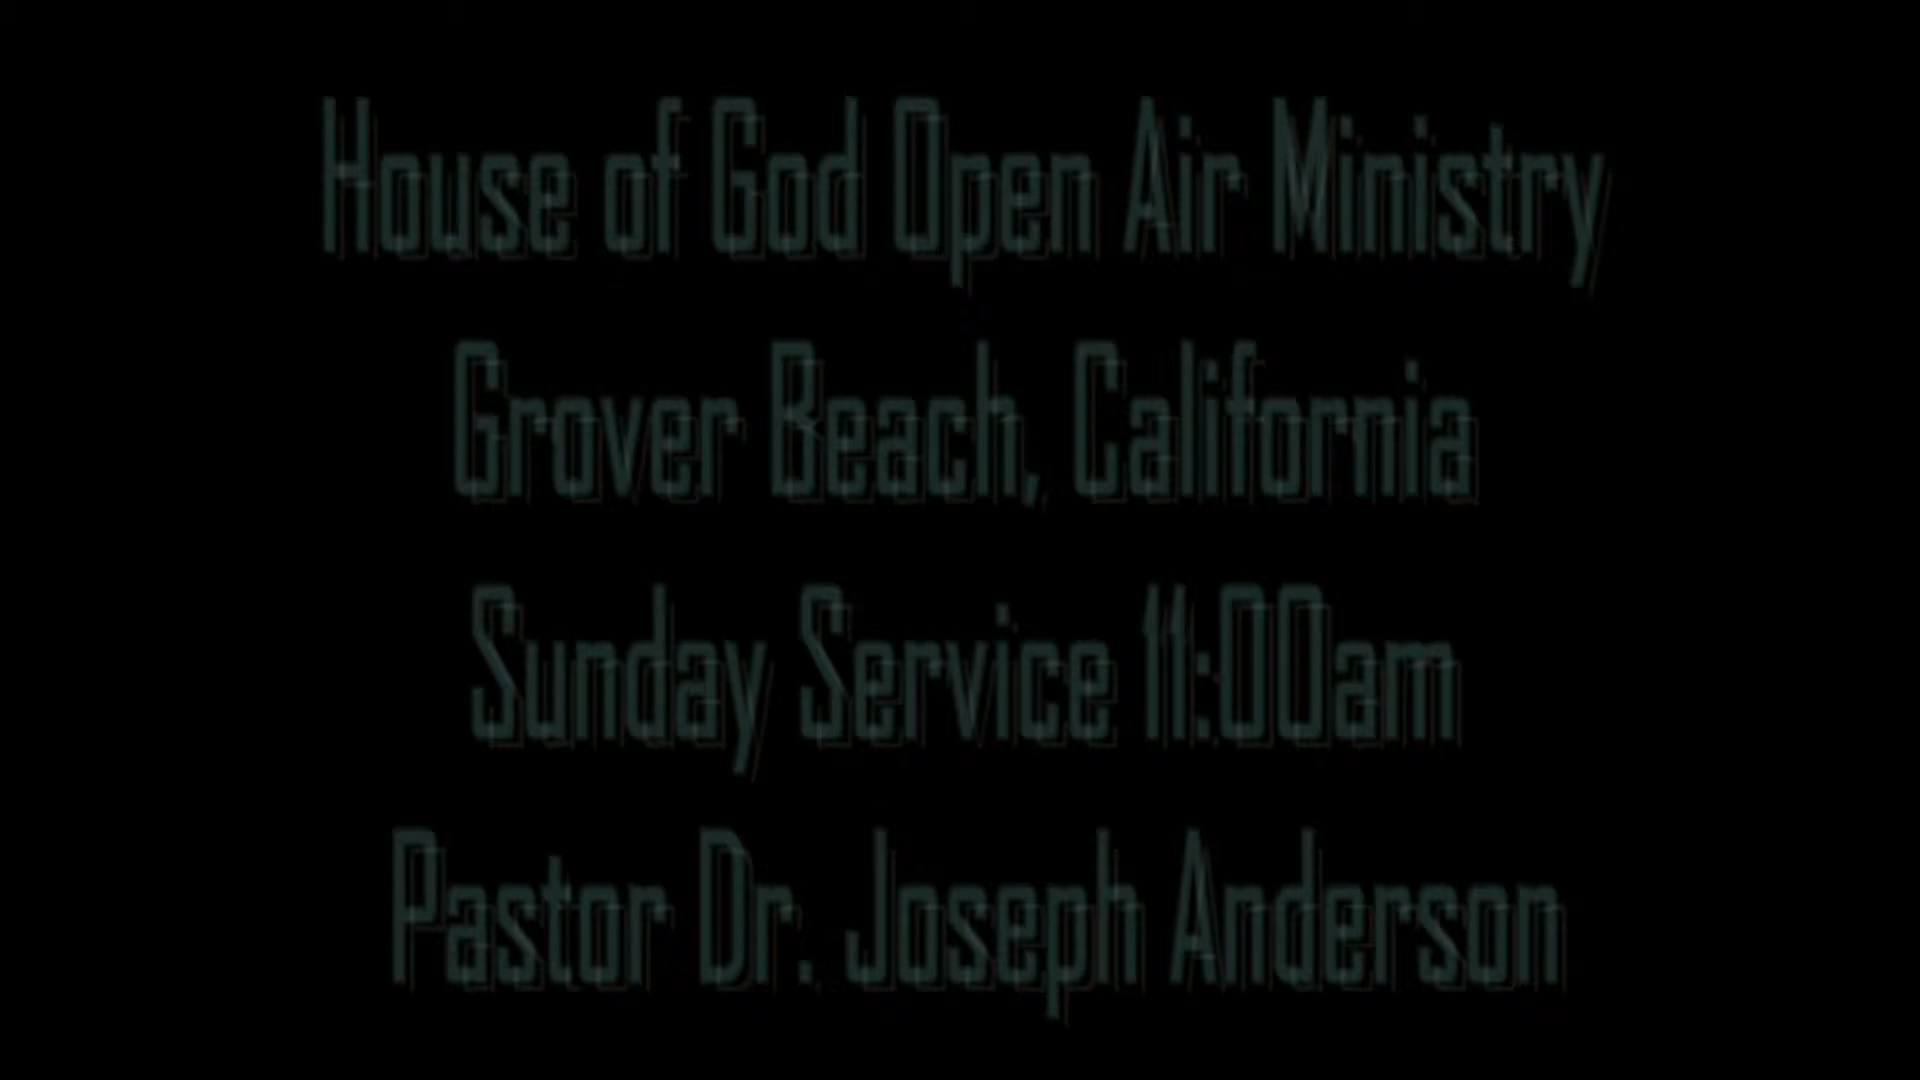 House of God Open Air Ministry
Grover Beach, California
Sunday Service 11:00am
Pastor Dr. Joseph Anderson